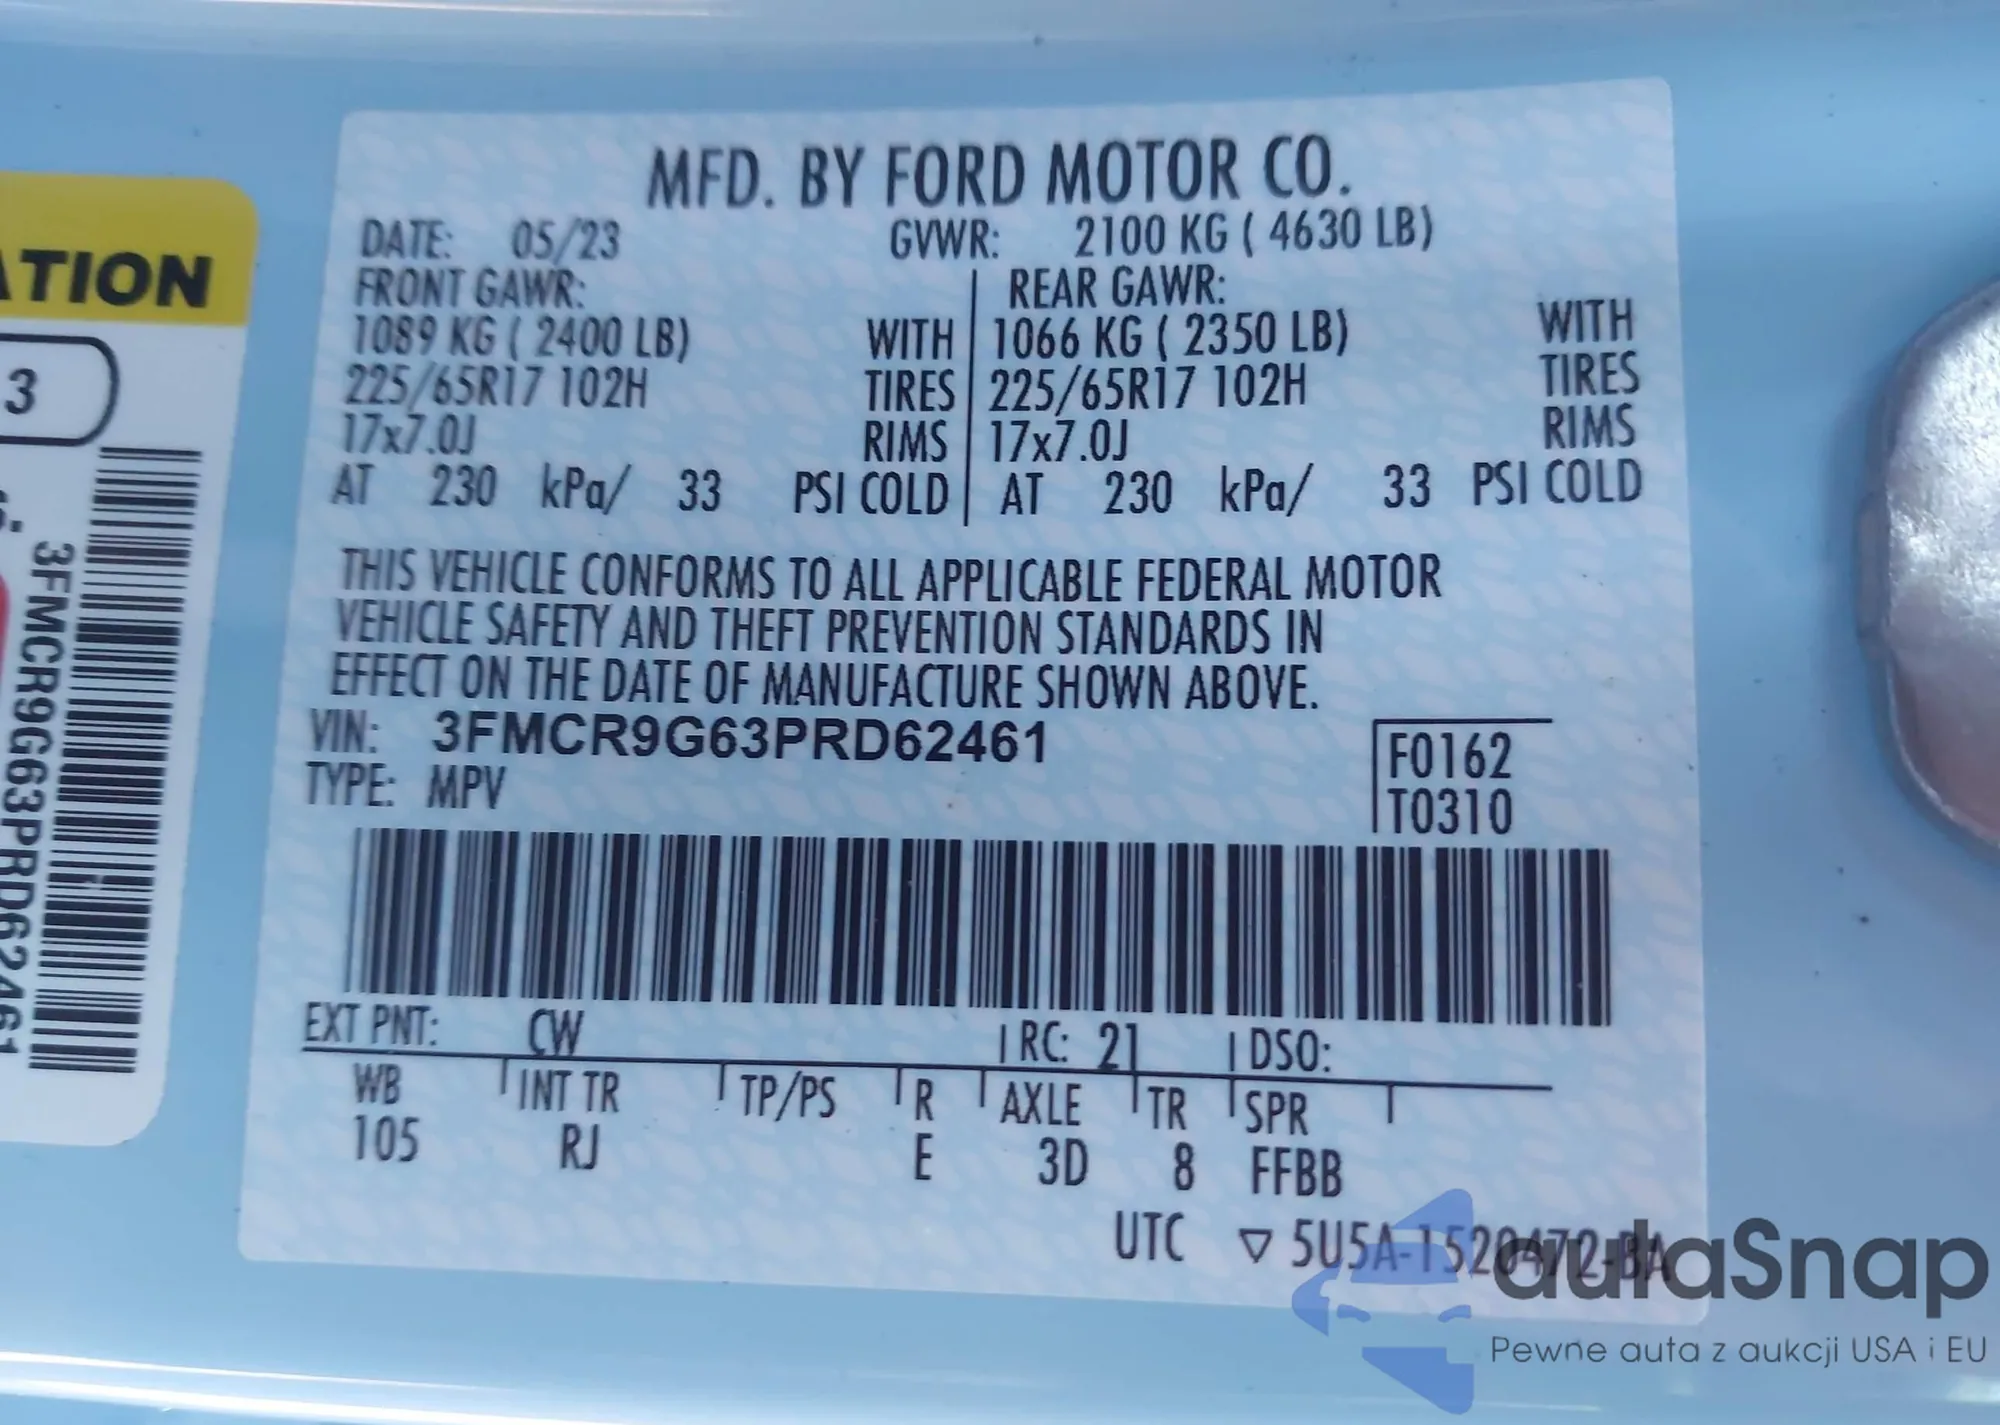 ATION
3
3FMCR9G63PRD62461
MFD. BY FORD MOTOR CO.
DATE: 05/23 GVWR: 2100 KG ( 4630 LB)
FRONT GAWR: REAR GAWR:
1089 KG ( 2400 LB) WITH 1066 KG ( 2350 LB) WITH
225/65R17 102H TIRES 225/65R17 102H TIRES
17x7.0J RIMS 17x7.0J RIMS
AT 230 kPa/ 33 PSI COLD AT 230 kPa/ 33 PSI COLD
THIS VEHICLE CONFORMS TO ALL APPLICABLE FEDERAL MOTOR
VEHICLE SAFETY AND THEFT PREVENTION STANDARDS IN
EFFECT ON THE DATE OF MANUFACTURE SHOWN ABOVE.
VIN: 3FMCR9G63PRD62461
TYPE: MPV
F0162
T0310
EXT PNT: CW RC: 21 DSO:
WB INT TR TP/PS R AXLE TR SPR
105 RJ E 3D 8 FFBB
UTC ▽ 5U5A-1520472-BA
autaSnap
Pewne auta z aukcji USA i EU